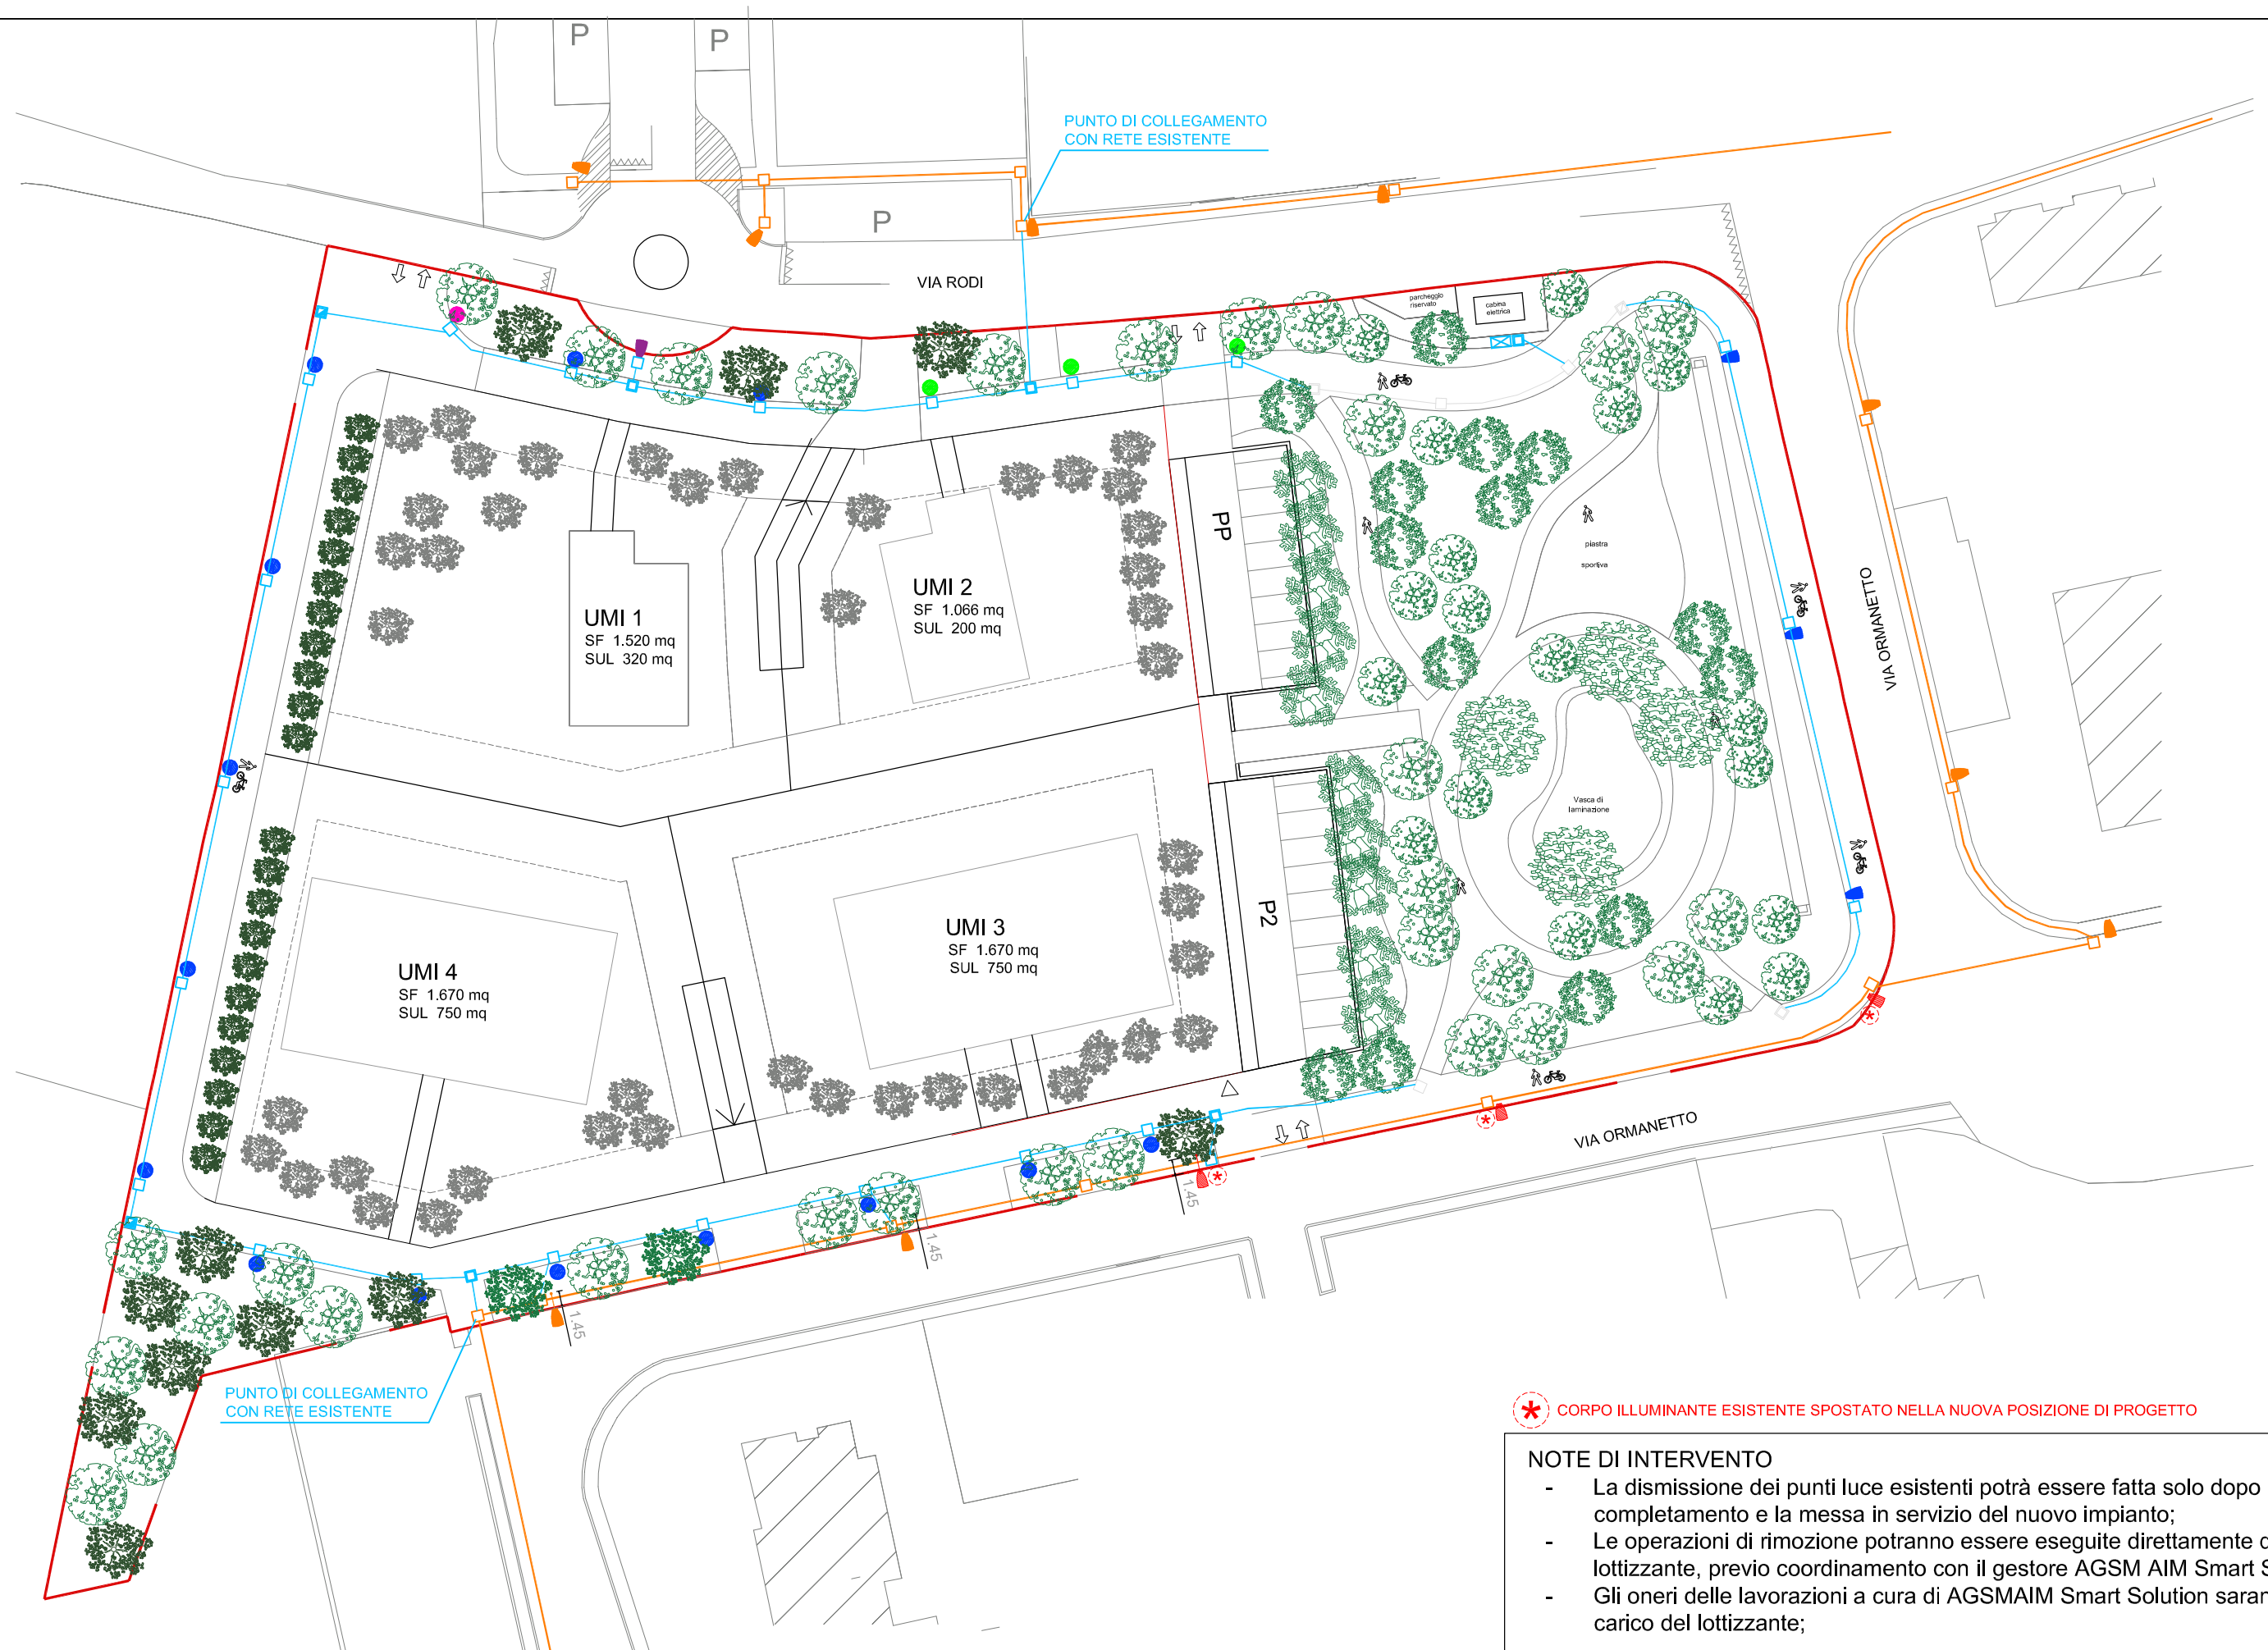 P
P
PUNTO DI COLLEGAMENTO
CON RETE ESISTENTE
P
VIA RODI
parcheggio
riservato
cabina
elettrica
PP
piastra
sportiva
UMI 1
SF 1.520 mq
SUL 320 mq
UMI 2
SF 1.066 mq
SUL 200 mq
VIA ORMANETTO
Vasca di
laminazione
P2
UMI 3
SF 1.670 mq
SUL 750 mq
UMI 4
SF 1.670 mq
SUL 750 mq
VIA ORMANETTO
1.45
1.45
1.45
PUNTO DI COLLEGAMENTO
CON RETE ESISTENTE
* CORPO ILLUMINANTE ESISTENTE SPOSTATO NELLA NUOVA POSIZIONE DI PROGETTO
NOTE DI INTERVENTO
- La dismissione dei punti luce esistenti potrà essere fatta solo dopo
completamento e la messa in servizio del nuovo impianto;
- Le operazioni di rimozione potranno essere eseguite direttamente
lottizzante, previo coordinamento con il gestore AGSM AIM Smart
- Gli oneri delle lavorazioni a cura di AGSMAIM Smart Solution
carico del lottizzante;